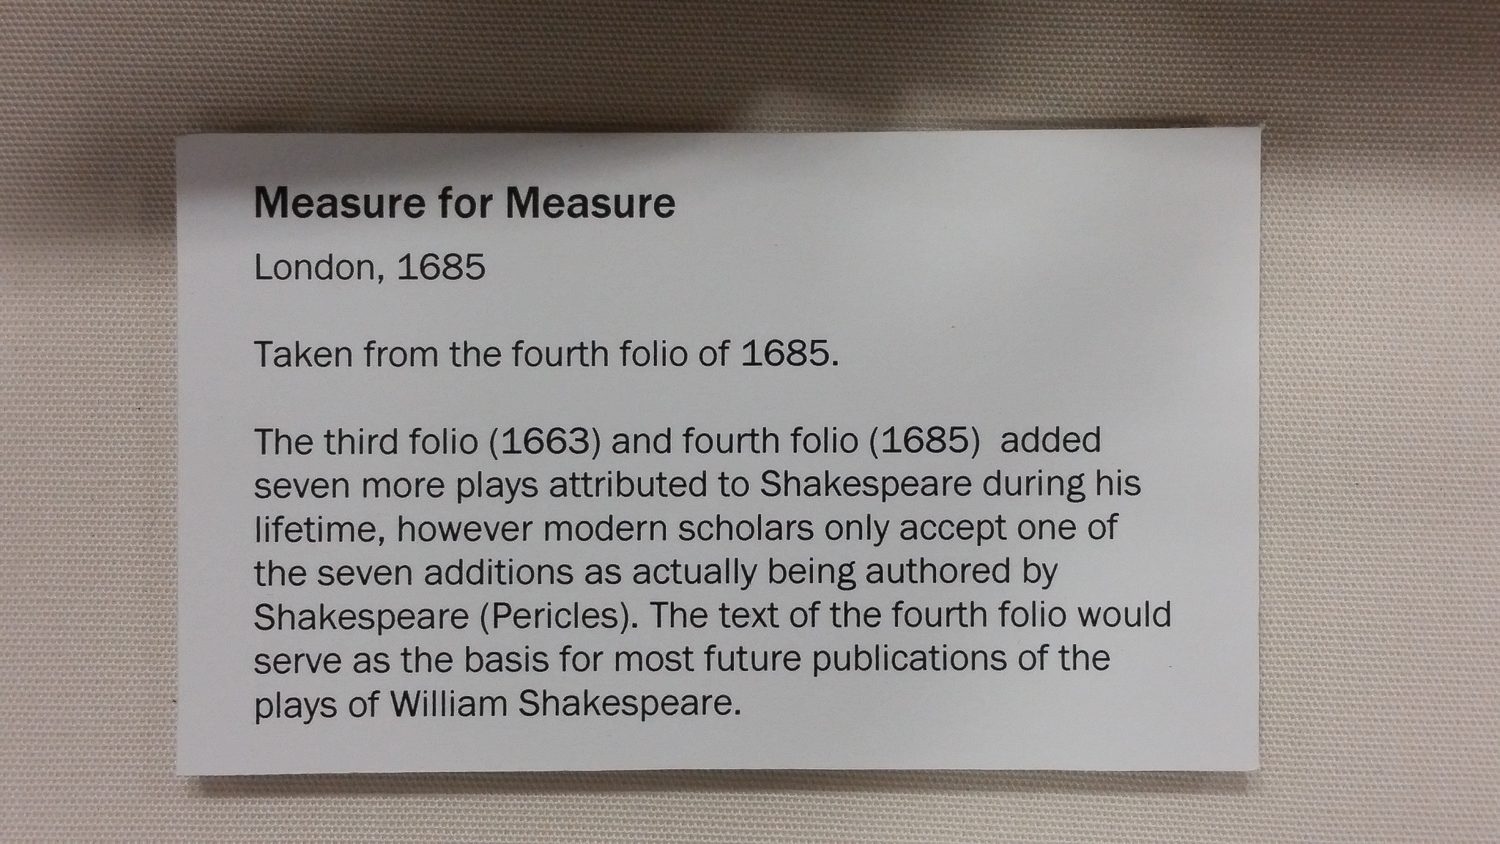 Measure for Measure
London, 1685
Taken from the fourth folio of 1685.
The third folio (1663) and fourth folio (1685)  added
seven more plays attributed to Shakespeare during his
lifetime, however modern scholars only accept one of
the seven additions as actually being authored by
Shakespeare (Pericles). The text of the fourth folio would
serve as the basis for most future publications of the
plays of William Shakespeare.